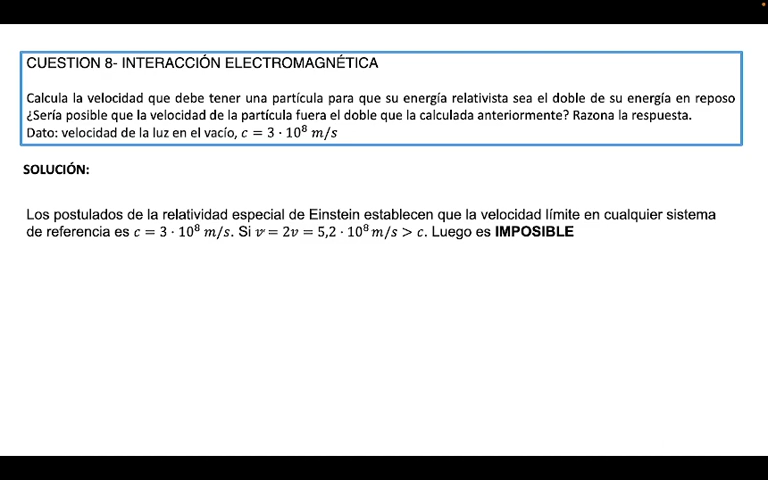 CUESTION 8- INTERACCIÓN ELECTROMAGNÉTICA
Calcula la velocidad que debe tener una partícula para que su energía relativista sea el doble de su energía en reposo
¿Sería posible que la velocidad de la partícula fuera el doble que la calculada anteriormente? Razona la respuesta.
Dato: velocidad de la luz en el vacío, c = 3 · 10⁸ m/s
SOLUCIÓN:
Los postulados de la relatividad especial de Einstein establecen que la velocidad límite en cualquier sistema
de referencia es c = 3 · 10⁸ m/s. Si v = 2v = 5,2 · 10⁸ m/s > c. Luego es IMPOSIBLE